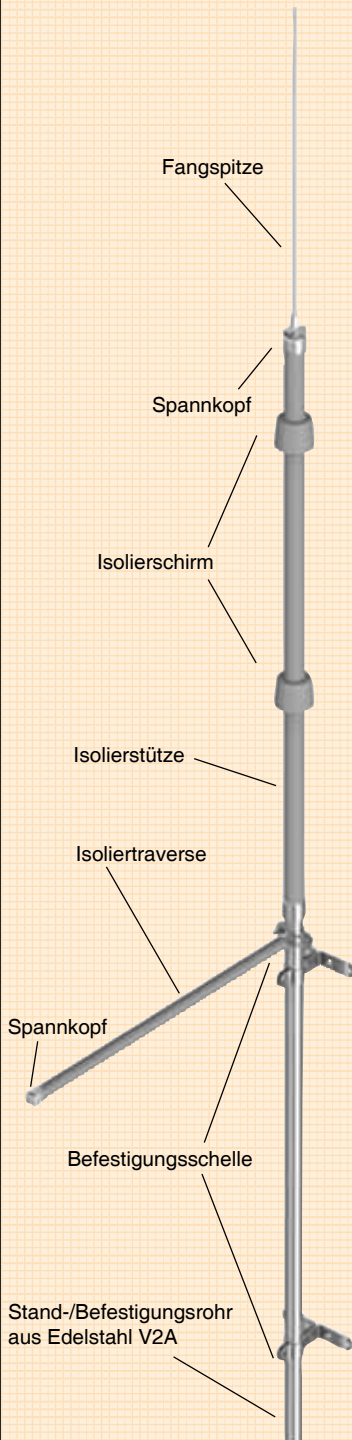 Fangspitze
Spannkopf
Isolierschirm
Isolierstütze
Isoliertraverse
Spannkopf
Befestigungsschelle
Stand-/Befestigungsrohr
aus Edelstahl V2A